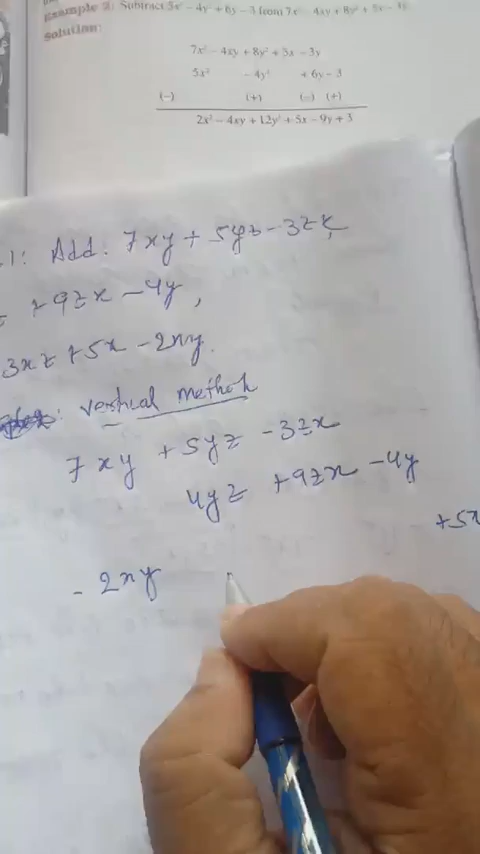 Example 2: Subtract 5x² – 4y² + 6y – 3 from 7x² – 4xy + 8y² + 5x – 3y
Solution:
7x² – 4xy + 8y² + 5x – 3y
5x² – 4y² + 6y – 3
(–) (+) (–) (+)
2x² – 4xy + 12y² + 5x – 9y + 3
1: Add: 7xy + 5yz - 3zx,
+ 9zx - 4y,
3xz + 5x - 2xy.
: vertical method
7xy + 5yz - 3zx
4yz + 9zx - 4y
+5x
- 2xy